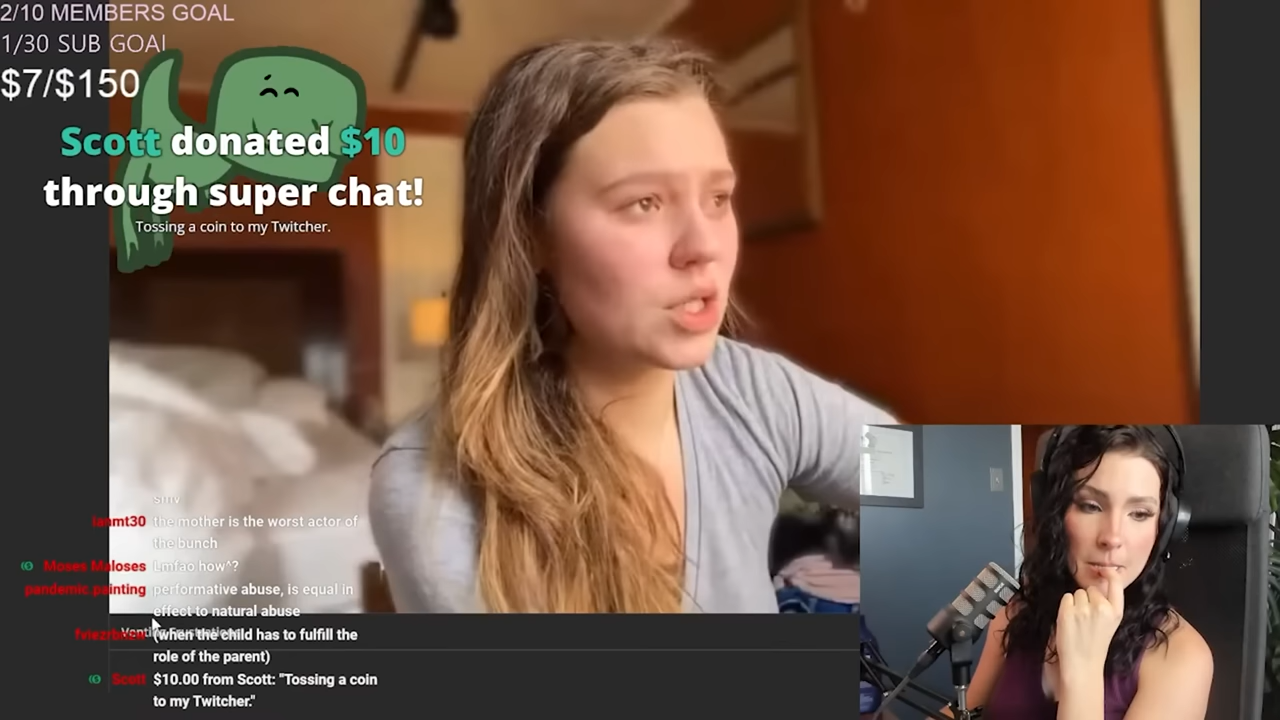 2/10 MEMBERS GOAL
1/30 SUB GOAL
$7/$150
Scott donated $10
through super chat!
Tossing a coin to my Twitcher.
smv
ianmt30 the mother is the worst actor of
the bunch
Moses Maloses Lmfao how^?
pandemic painting performative abuse, is equal in
effect to natural abuse
(when the child has to fulfill the
role of the parent)
Scott $10.00 from Scott: "Tossing a coin
to my Twitcher."